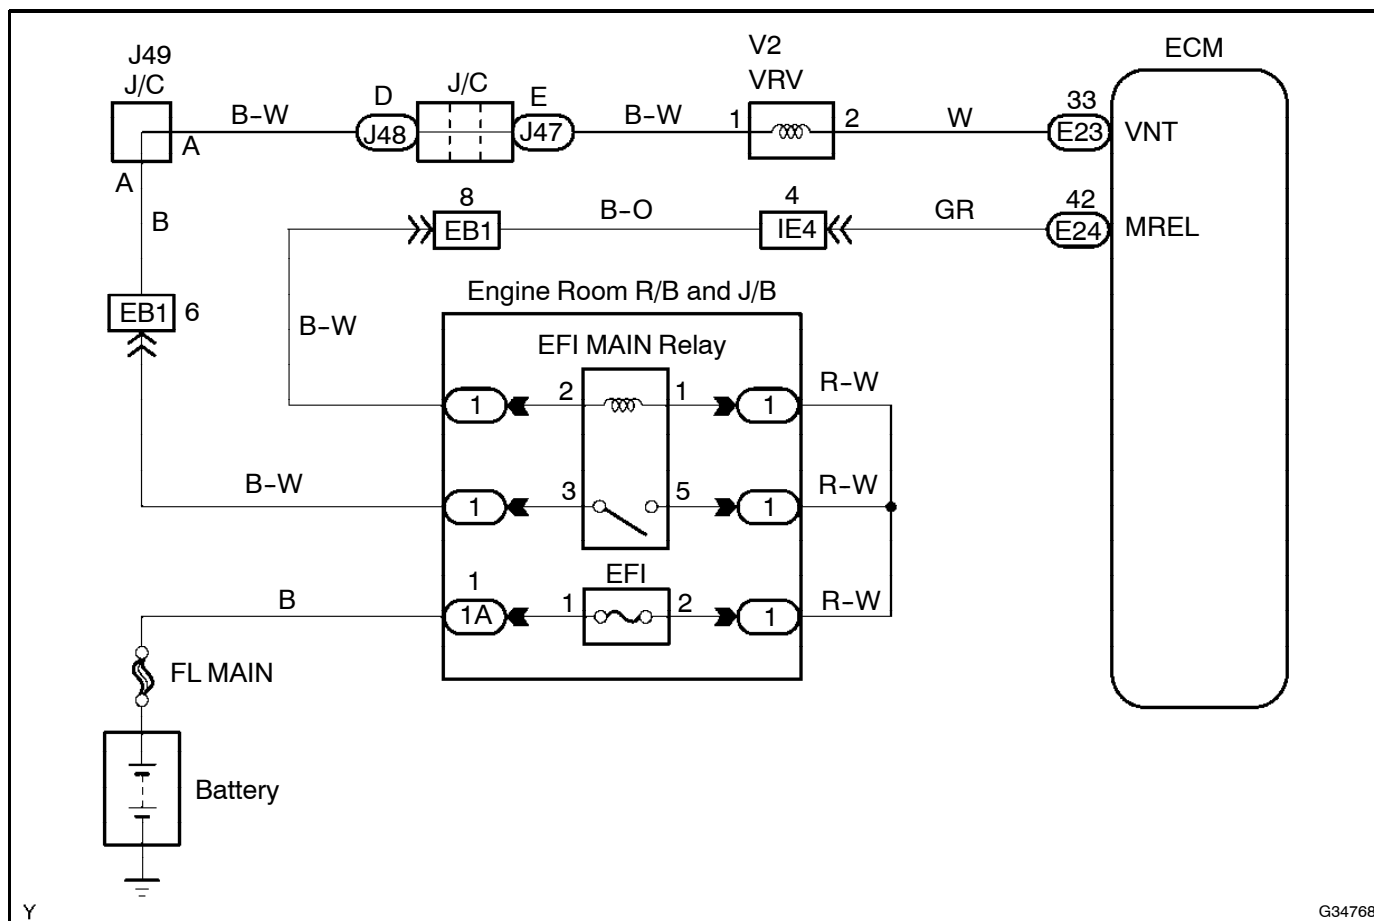 J49
J/C
V2
VRV
ECM
D
J/C
E
33
B-W
J48
J47
B-W
1
2
W
E23
VNT
A
A
B
8
B-O
4
GR
42
EB1
IE4
E24
MREL
EB1
6
Engine Room R/B and J/B
B-W
EFI MAIN Relay
R-W
1
2
1
1
B-W
R-W
1
3
5
1
EFI
B
1
R-W
1A
1
2
1
FL MAIN
Battery
Y
G34768